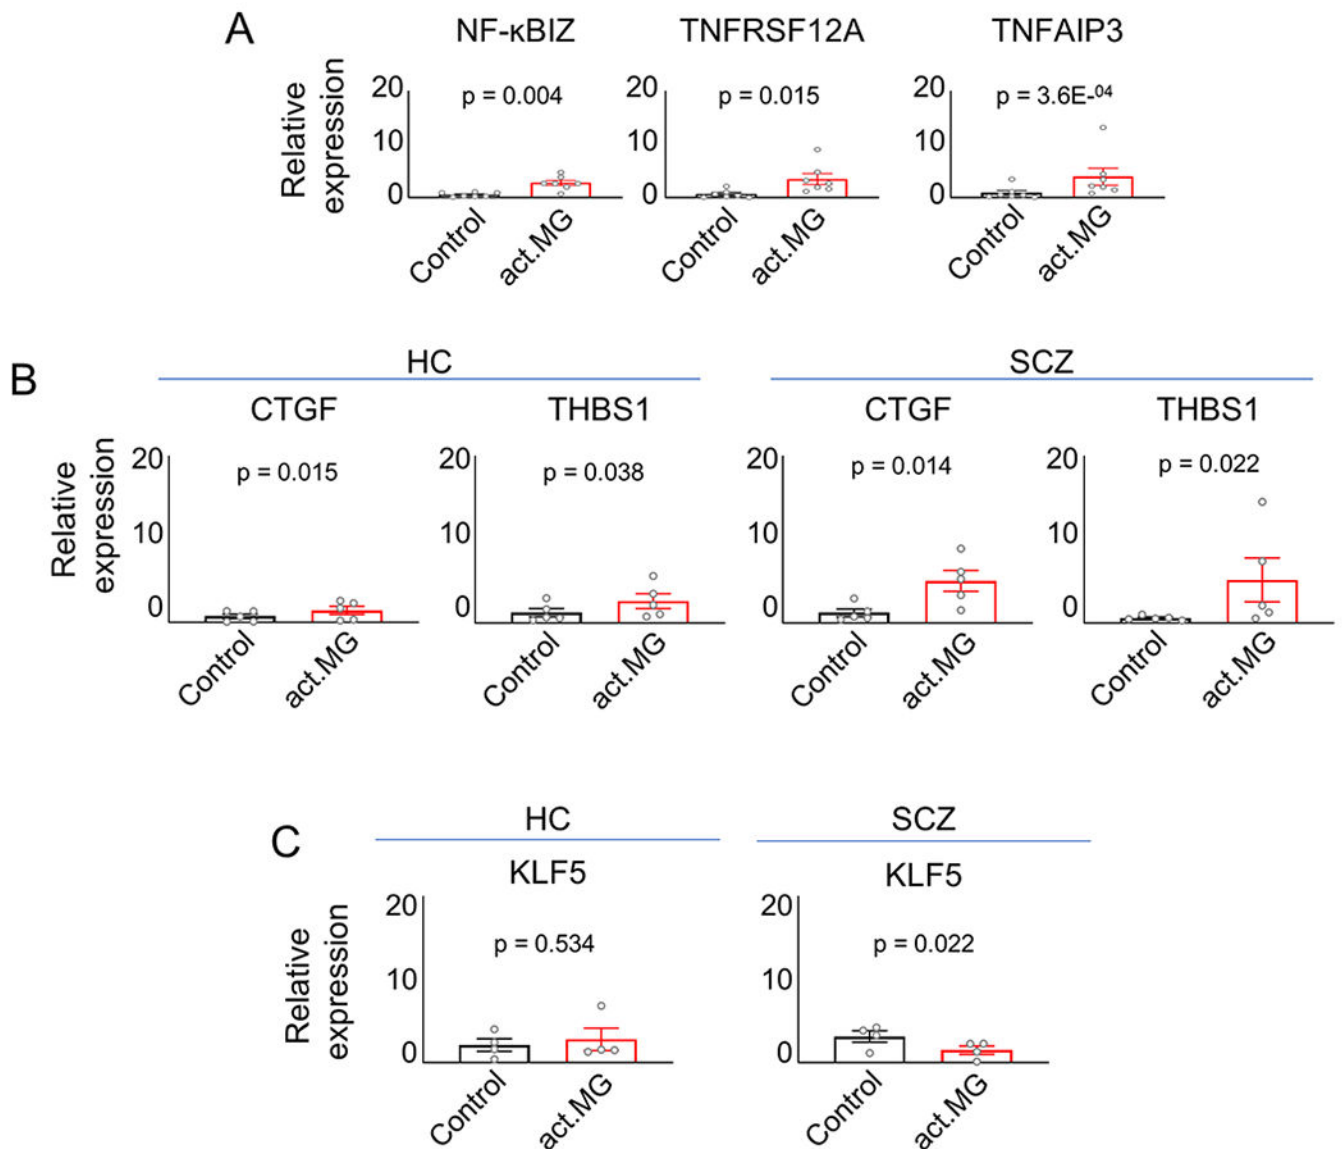 A
NF-κBIZ
TNFRSF12A
TNFAIP3
Relative
expression
20
10
0
p = 0.004
Control
act.MG
20
10
0
p = 0.015
Control
act.MG
20
10
0
p = 3.6E-04
Control
act.MG
B
HC
SCZ
CTGF
THBS1
CTGF
THBS1
Relative
expression
20
10
0
p = 0.015
Control
act.MG
20
10
0
p = 0.038
Control
act.MG
20
10
0
p = 0.014
Control
act.MG
20
10
0
p = 0.022
Control
act.MG
C
HC
SCZ
KLF5
KLF5
Relative
expression
20
10
0
p = 0.534
Control
act.MG
20
10
0
p = 0.022
Control
act.MG